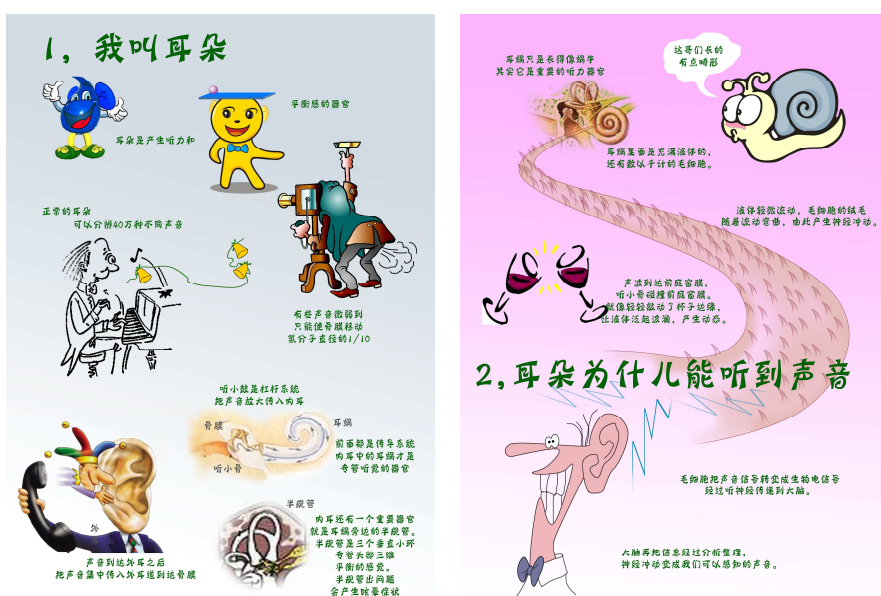 1, 我叫耳朵
耳朵是产生听力和
平衡感的器官
正常的耳朵
可以分辨40万种不同声音
有些声音微弱到
只能使骨膜移动
氢分子直径的1/10
听小鼓是杠杆系统
把声音放大传入内耳
骨膜
耳蜗
听小骨
前面都是传导系统
内耳中的耳蜗才是
专管听觉的器官
外
声音到达外耳之后
把声音集中传入外耳道到达骨膜
半规管
内耳还有一个重要器官
就是耳蜗旁边的半规管。
半规管是三个垂直小环
专管头部三维
平衡的感觉。
半规管出问题
会产生眩晕症状
耳蜗只是长得像蜗牛
其实它是重要的听力器官
这哥们长的
有点畸形
耳蜗里面是充满液体的，
还有数以千计的毛细胞。
液体轻微流动，毛细胞的绒毛
随着流动弯曲，由此产生神经冲动。
声波到达前庭窗膜，
听小骨碰撞前庭窗膜。
就像轻轻敲动了杯子边缘，
让液体泛起涟漪，产生动感。
2,耳朵为什儿能听到声音
毛细胞把声音信号转变成生物电信号
经过听神经传递到大脑。
大脑再把信息经过分析整理，
神经冲动变成我们可以感知的声音。